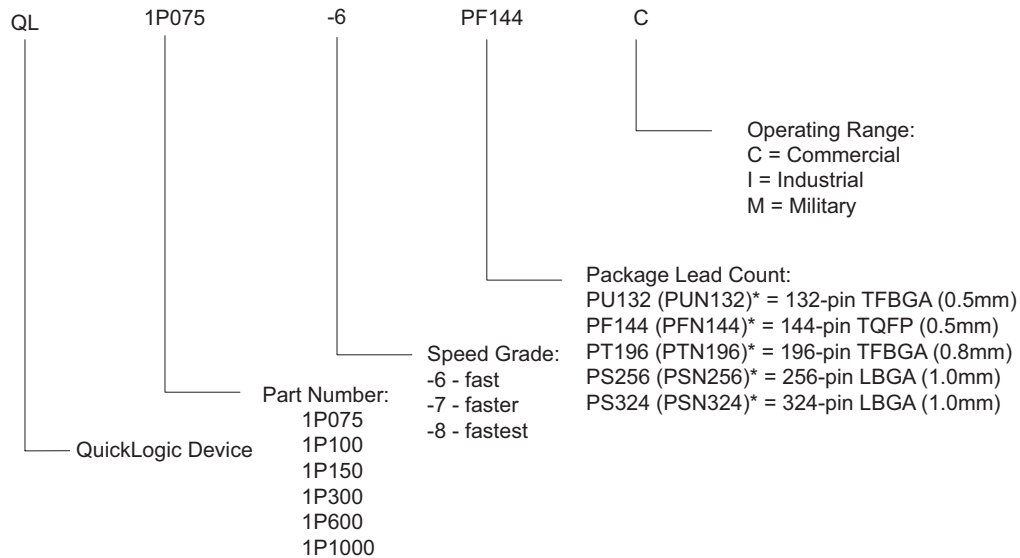 QL 1P075 -6 PF144 C
Operating Range:
C = Commercial
I = Industrial
M = Military
Package Lead Count:
PU132 (PUN132)* = 132-pin TFBGA (0.5mm)
PF144 (PFN144)* = 144-pin TQFP (0.5mm)
PT196 (PTN196)* = 196-pin TFBGA (0.8mm)
PS256 (PSN256)* = 256-pin LBGA (1.0mm)
PS324 (PSN324)* = 324-pin LBGA (1.0mm)
Speed Grade:
-6 - fast
-7 - faster
-8 - fastest
Part Number:
1P075
1P100
1P150
1P300
1P600
1P1000
QuickLogic Device